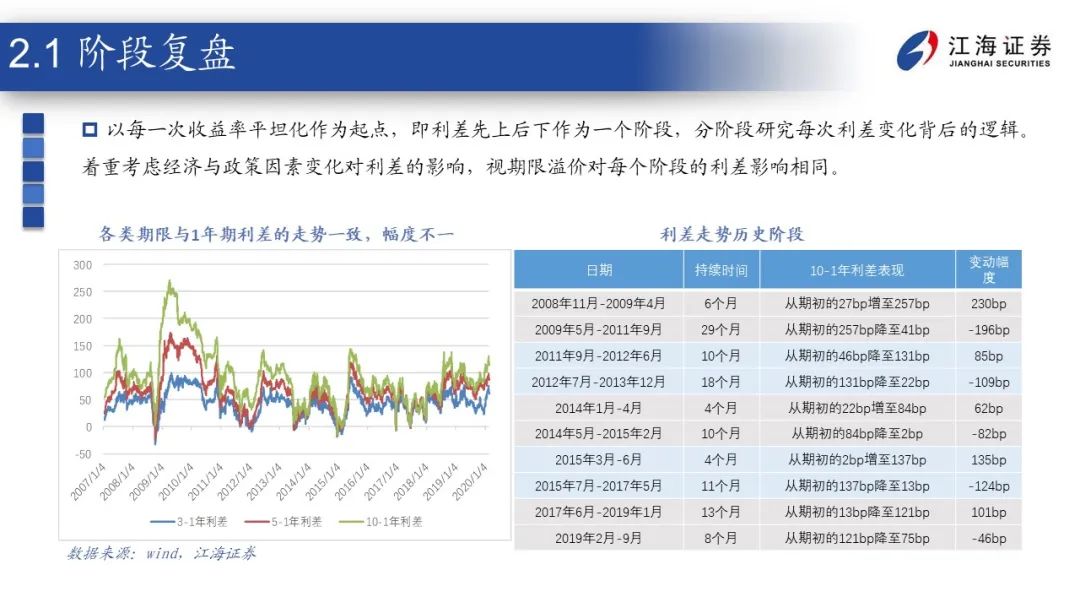 2.1 阶段复盘
江海证券
JIANGHAI SECURITIES
以每一次收益率平坦化作为起点，即利差先上后下作为一个阶段，分阶段研究每次利差变化背后的逻辑。
着重考虑经济与政策因素变化对利差的影响，视期限溢价对每个阶段的利差影响相同。
各类期限与1年期利差的走势一致，幅度不一
300
250
200
150
100
50
0
-50
2007/1/4
2008/1/4
2009/1/4
2010/1/4
2011/1/4
2012/1/4
2013/1/4
2014/1/4
2015/1/4
2016/1/4
2017/1/4
2018/1/4
2019/1/4
2020/1/4
3-1年利差 5-1年利差 10-1年利差
数据来源：wind，江海证券
利差走势历史阶段
日期 持续时间 10-1年利差表现 变动幅
度
2008年11月-2009年4月 6个月 从期初的27bp增至257bp 230bp
2009年5月-2011年9月 29个月 从期初的257bp降至41bp -196bp
2011年9月-2012年6月 10个月 从期初的46bp降至131bp 85bp
2012年7月-2013年12月 18个月 从期初的131bp降至22bp -109bp
2014年1月-4月 4个月 从期初的22bp增至84bp 62bp
2014年5月-2015年2月 10个月 从期初的84bp降至2bp -82bp
2015年3月-6月 4个月 从期初的2bp增至137bp 135bp
2015年7月-2017年5月 11个月 从期初的137bp降至13bp -124bp
2017年6月-2019年1月 13个月 从期初的13bp降至121bp 101bp
2019年2月-9月 8个月 从期初的121bp降至75bp -46bp